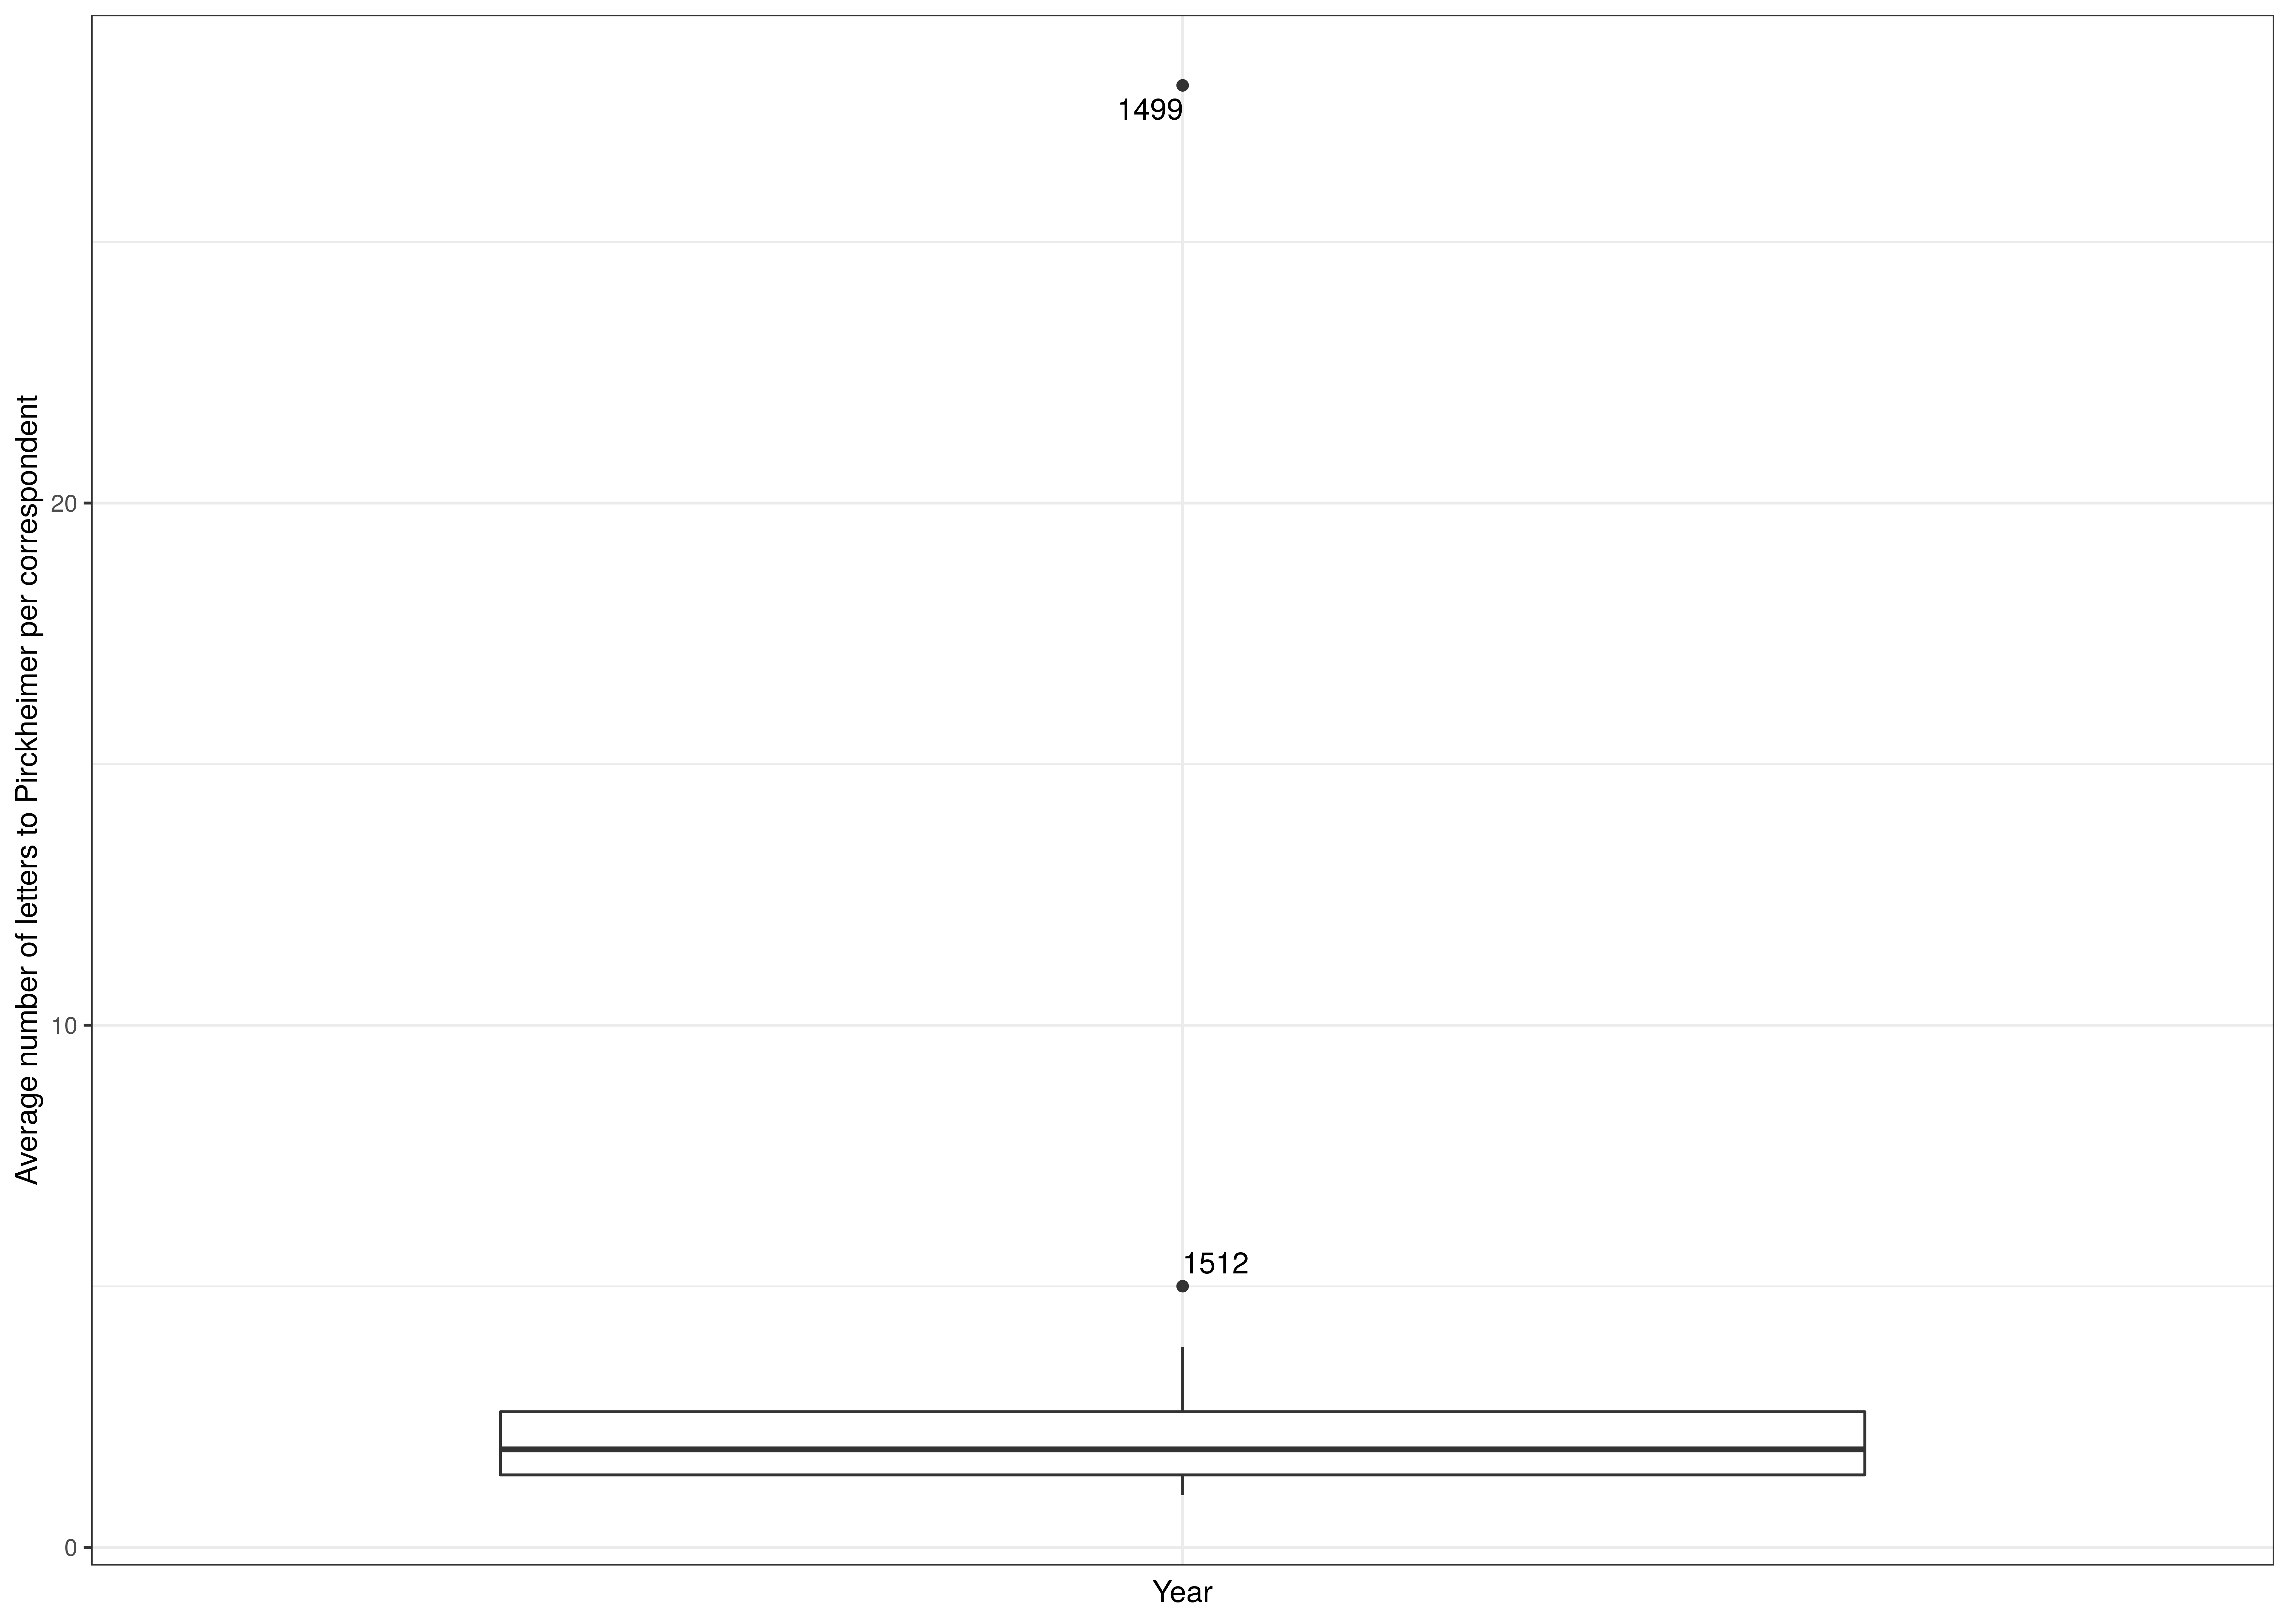 Average number of letters to Pirckheimer per correspondent
1499
20
10
1512
0
Year